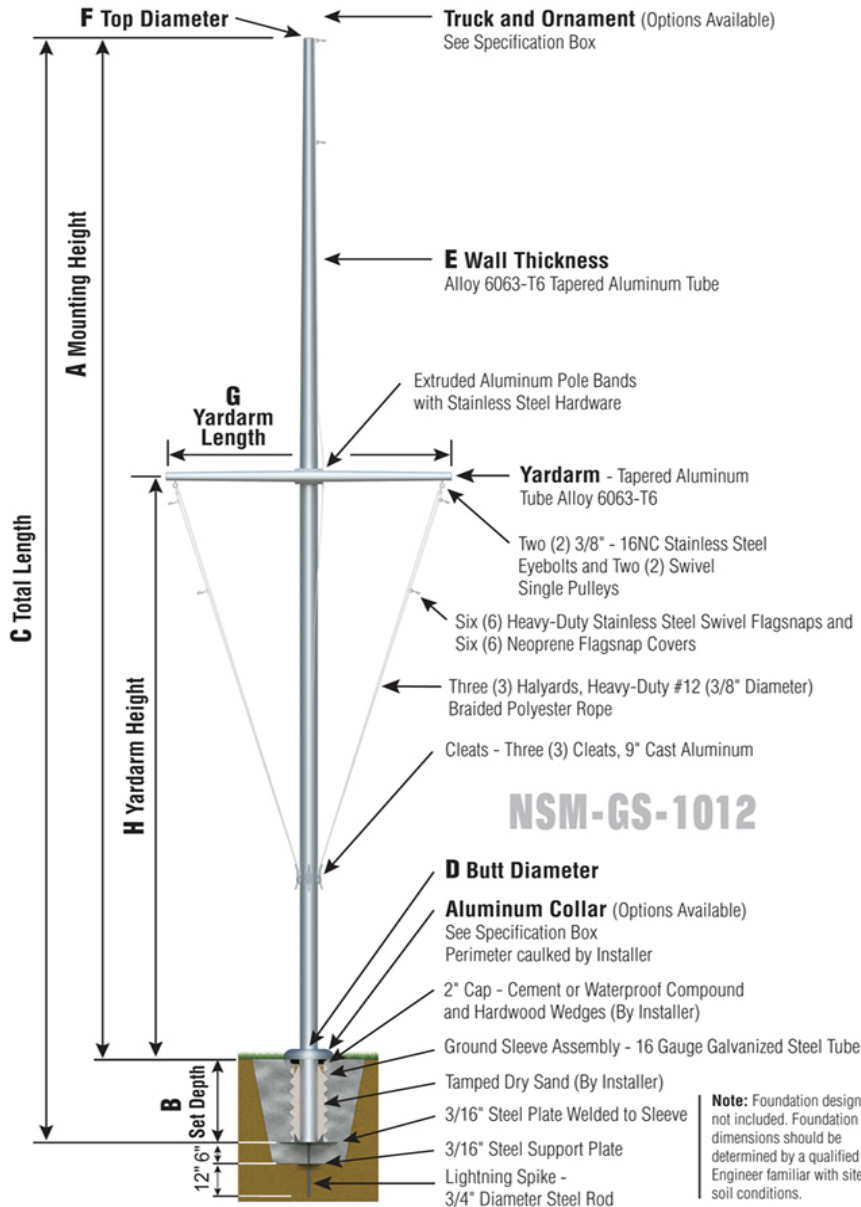 F Top Diameter
Truck and Ornament (Options Available)
See Specification Box
A Mounting Height
C Total Length
E Wall Thickness
Alloy 6063-T6 Tapered Aluminum Tube
Extruded Aluminum Pole Bands
with Stainless Steel Hardware
G
Yardarm
Length
Yardarm - Tapered Aluminum
Tube Alloy 6063-T6
Two (2) 3/8" - 16NC Stainless Steel
Eyebolts and Two (2) Swivel
Single Pulleys
Six (6) Heavy-Duty Stainless Steel Swivel Flagsnaps and
Six (6) Neoprene Flagsnap Covers
Three (3) Halyards, Heavy-Duty #12 (3/8" Diameter)
Braided Polyester Rope
H Yardarm Height
Cleats - Three (3) Cleats, 9" Cast Aluminum
NSM-GS-1012
D Butt Diameter
Aluminum Collar (Options Available)
See Specification Box
Perimeter caulked by Installer
2" Cap - Cement or Waterproof Compound
and Hardwood Wedges (By Installer)
Ground Sleeve Assembly - 16 Gauge Galvanized Steel Tube
B
Set Depth
Tamped Dry Sand (By Installer)
3/16" Steel Plate Welded to Sleeve
6"
3/16" Steel Support Plate
12"
Lightning Spike -
3/4" Diameter Steel Rod
Note: Foundation design
not included. Foundation
dimensions should be
determined by a qualified
Engineer familiar with site
soil conditions.